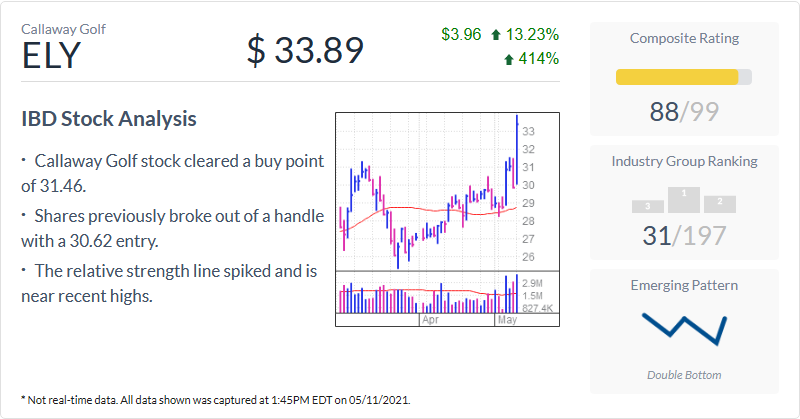 Callaway Golf
ELY
$ 33.89
$3.96 13.23%
414%
IBD Stock Analysis
• Callaway Golf stock cleared a buy point
of 31.46.
• Shares previously broke out of a handle
with a 30.62 entry.
• The relative strength line spiked and is
near recent highs.
33
32
31
30
29
28
27
26
2.9M
1.5M
827.4K
Apr
May
Composite Rating
88/99
Industry Group Ranking
3
1
2
31/197
Emerging Pattern
Double Bottom
* Not real-time data. All data shown was captured at 1:45PM EDT on 05/11/2021.